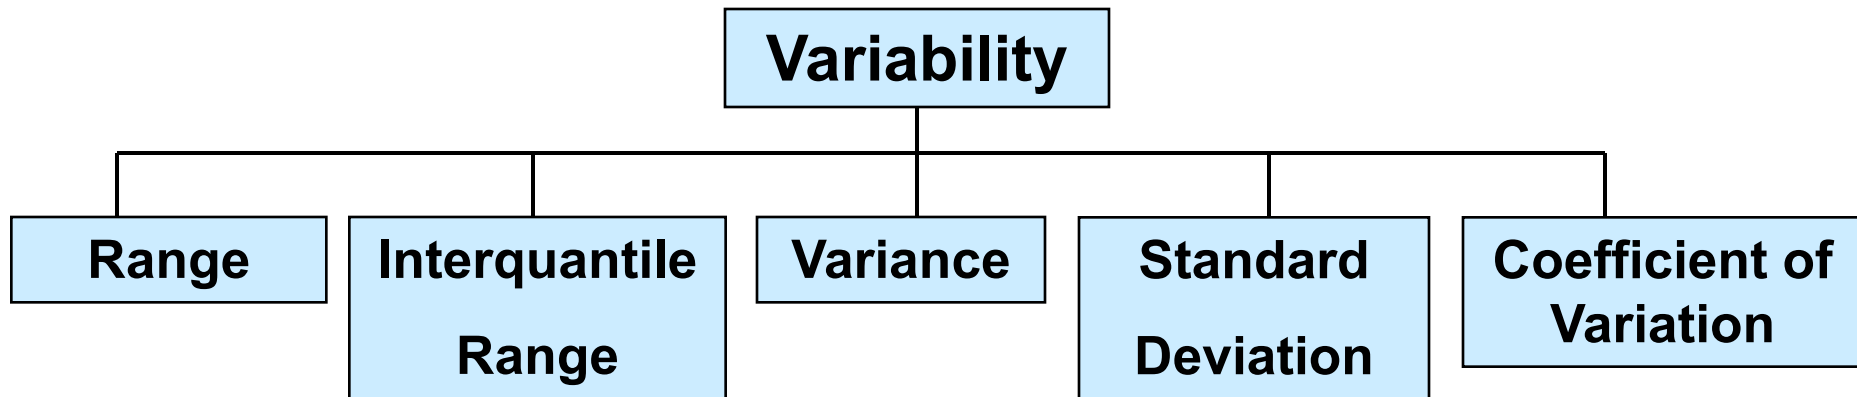 Variability
Range
Interquantile
Range
Variance
Standard
Deviation
Coefficient of
Variation